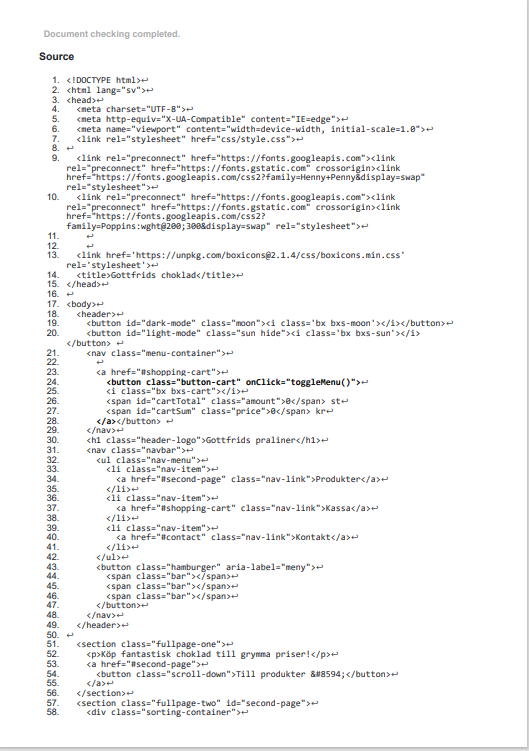 Document checking completed.
Source
1. <!DOCTYPE html>↩
2. <html lang="sv">↩
3. <head>↩
4. <meta charset="UTF-8">↩
5. <meta http-equiv="X-UA-Compatible" content="IE=edge">↩
6. <meta name="viewport" content="width=device-width, initial-scale=1.0">↩
7. <link rel="stylesheet" href="css/style.css">↩
8. ↩
9. <link rel="preconnect" href="https://fonts.googleapis.com"><link
rel="preconnect" href="https://fonts.gstatic.com" crossorigin><link
href="https://fonts.googleapis.com/css2?family=Henny+Penny&display=swap"
rel="stylesheet">↩
10. <link rel="preconnect" href="https://fonts.googleapis.com"><link
rel="preconnect" href="https://fonts.gstatic.com" crossorigin><link
href="https://fonts.googleapis.com/css2?
family=Poppins:wght@200;300&display=swap" rel="stylesheet">↩
11. ↩
12. ↩
13. <link href='https://unpkg.com/boxicons@2.1.4/css/boxicons.min.css'
rel='stylesheet'>↩
14. <title>Gottfrids choklad</title>↩
15. </head>↩
16. ↩
17. <body>↩
18. <header>↩
19. <button id="dark-mode" class="moon"><i class='bx bxs-moon'></i></button>↩
20. <button id="light-mode" class="sun hide"><i class='bx bxs-sun'></i>
</button> ↩
21. <nav class="menu-container">↩
22. ↩
23. <a href="#shopping-cart">↩
24. <button class="button-cart" onClick="toggleMenu()">↩
25. <i class="bx bxs-cart"></i>↩
26. <span id="cartTotal" class="amount">0</span> st↩
27. <span id="cartSum" class="price">0</span> kr↩
28. </a></button> ↩
29. </nav>↩
30. <h1 class="header-logo">Gottfrids praliner</h1>↩
31. <nav class="navbar">↩
32. <ul class="nav-menu">↩
33. <li class="nav-item">↩
34. <a href="#second-page" class="nav-link">Produkter</a>↩
35. </li>↩
36. <li class="nav-item">↩
37. <a href="#shopping-cart" class="nav-link">Kassa</a>↩
38. </li>↩
39. <li class="nav-item">↩
40. <a href="#contact" class="nav-link">Kontakt</a>↩
41. </li>↩
42. </ul>↩
43. <button class="hamburger" aria-label="meny">↩
44. <span class="bar"></span>↩
45. <span class="bar"></span>↩
46. <span class="bar"></span>↩
47. </button>↩
48. </nav>↩
49. </header>↩
50. ↩
51. <section class="fullpage-one">↩
52. <p>Köp fantastisk choklad till grymma priser!</p>↩
53. <a href="#second-page">↩
54. <button class="scroll-down">Till produkter &#8594;</button>↩
55. </a>↩
56. </section>↩
57. <section class="fullpage-two" id="second-page">↩
58. <div class="sorting-container">↩